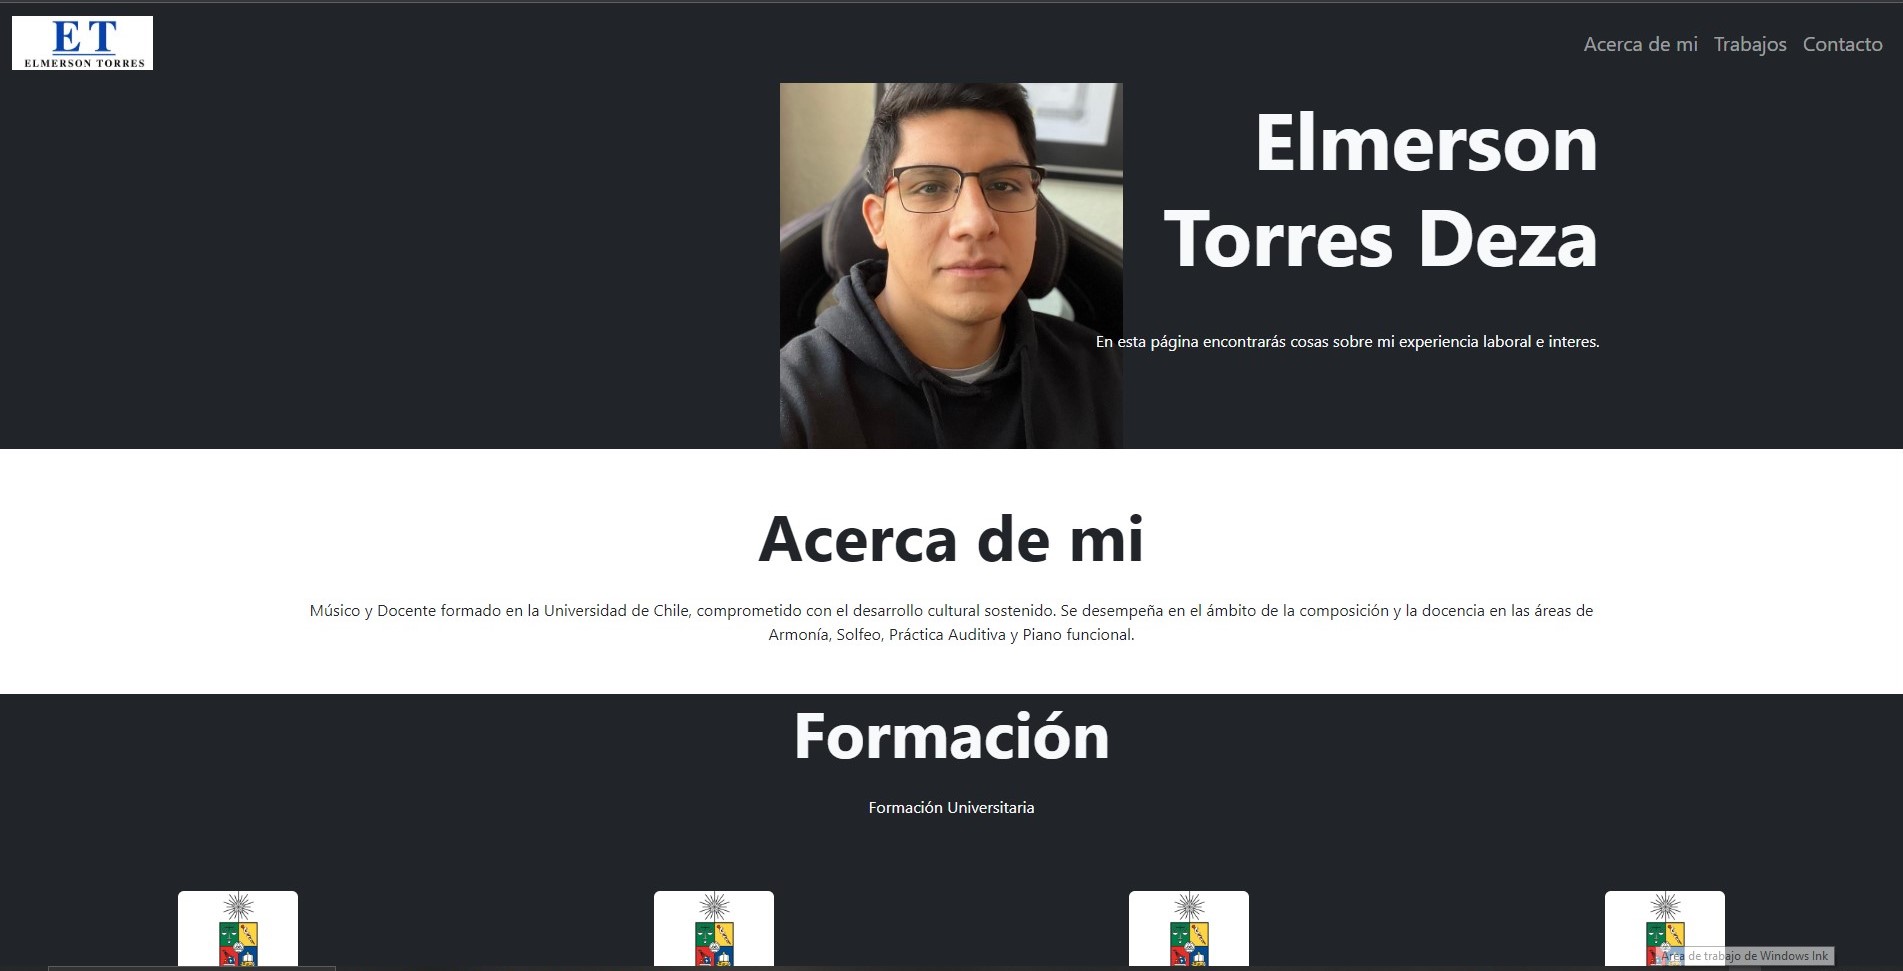 ET
ELMERSON TORRES
Acerca de mi Trabajos Contacto
Elmerson
Torres Deza
En esta página encontrarás cosas sobre mi experiencia laboral e interes.
Acerca de mi
Músico y Docente formado en la Universidad de Chile, comprometido con el desarrollo cultural sostenido. Se desempeña en el ámbito de la composición y la docencia en las áreas de
Armonía, Solfeo, Práctica Auditiva y Piano funcional.
Formación
Formación Universitaria
Área de trabajo de Windows Ink